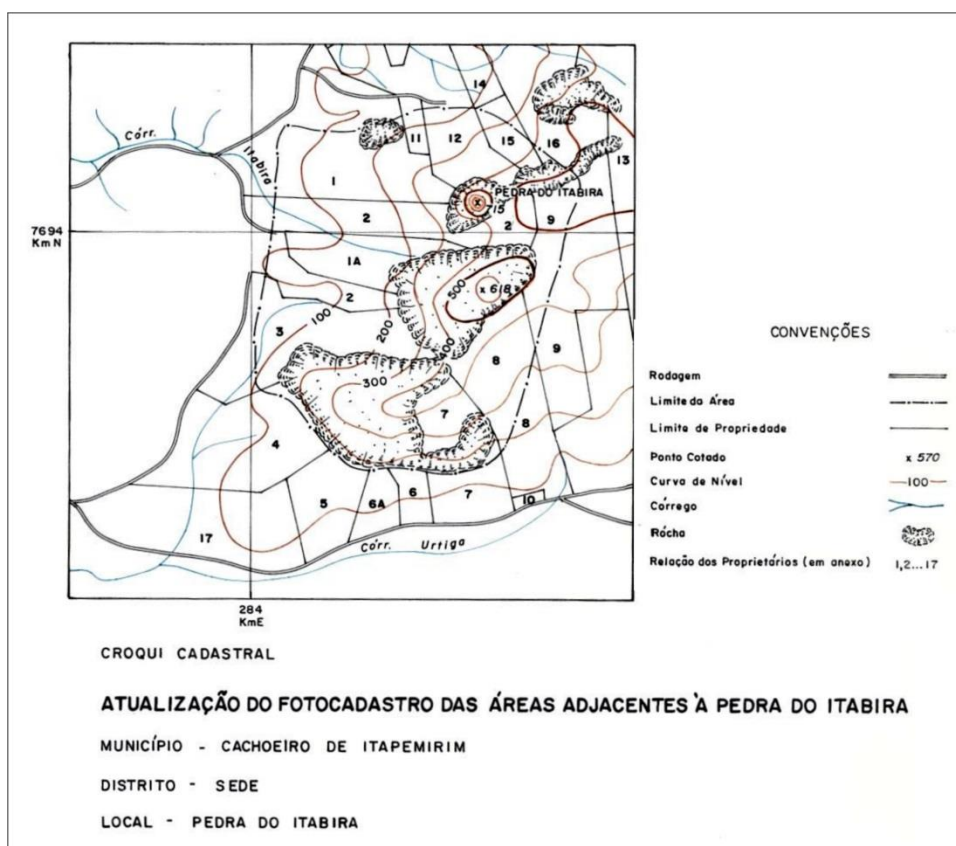 14
Córr.
Itabira
11
12
15
16
13
1
PEDRA DO ITABIRA
x
15
2
2
9
7694
KmN
1A
500
x 618
2
3
100
200
400
300
8
9
7
8
4
5
6A
6
7
10
17
Córr. Urtiga
284
KmE
CONVENÇÕES
Rodagem
Limite da Área
Limite de Propriedade
Ponto Cotado x 570
Curva de Nível 100
Córrego
Rócha
Relação dos Proprietários (em anexo) 1,2...17
CROQUI CADASTRAL
ATUALIZAÇÃO DO FOTOCADASTRO DAS ÁREAS ADJACENTES À PEDRA DO ITABIRA
MUNICÍPIO - CACHOEIRO DE ITAPEMIRIM
DISTRITO - SEDE
LOCAL - PEDRA DO ITABIRA